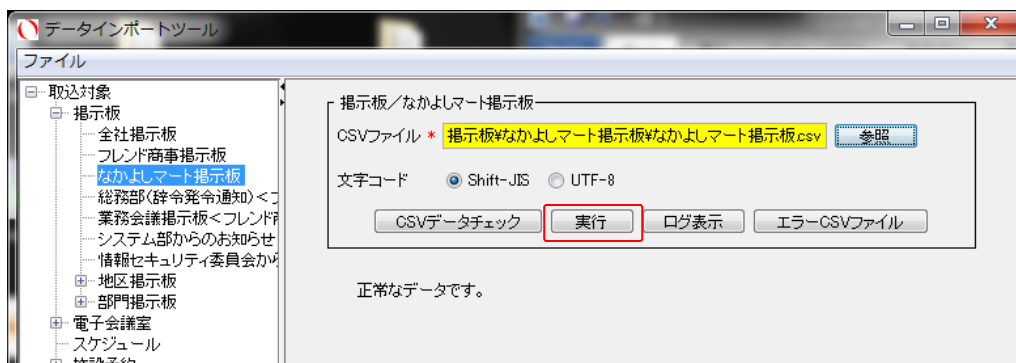 データインポートツール
ファイル
取込対象
掲示板
全社掲示板
フレンド商事掲示板
なかよしマート掲示板
総務部(辞令発令通知)<フ
業務会議掲示板<フレンド
システム部からのお知らせ
情報セキュリティ委員会か
地区掲示板
部門掲示板
電子会議室
スケジュール
掲示板/なかよしマート掲示板
CSVファイル * 掲示板¥なかよしマート掲示板¥なかよしマート掲示板.csv 参照
文字コード Shift-JIS UTF-8
CSVデータチェック 実行 ログ表示 エラーCSVファイル
正常なデータです。